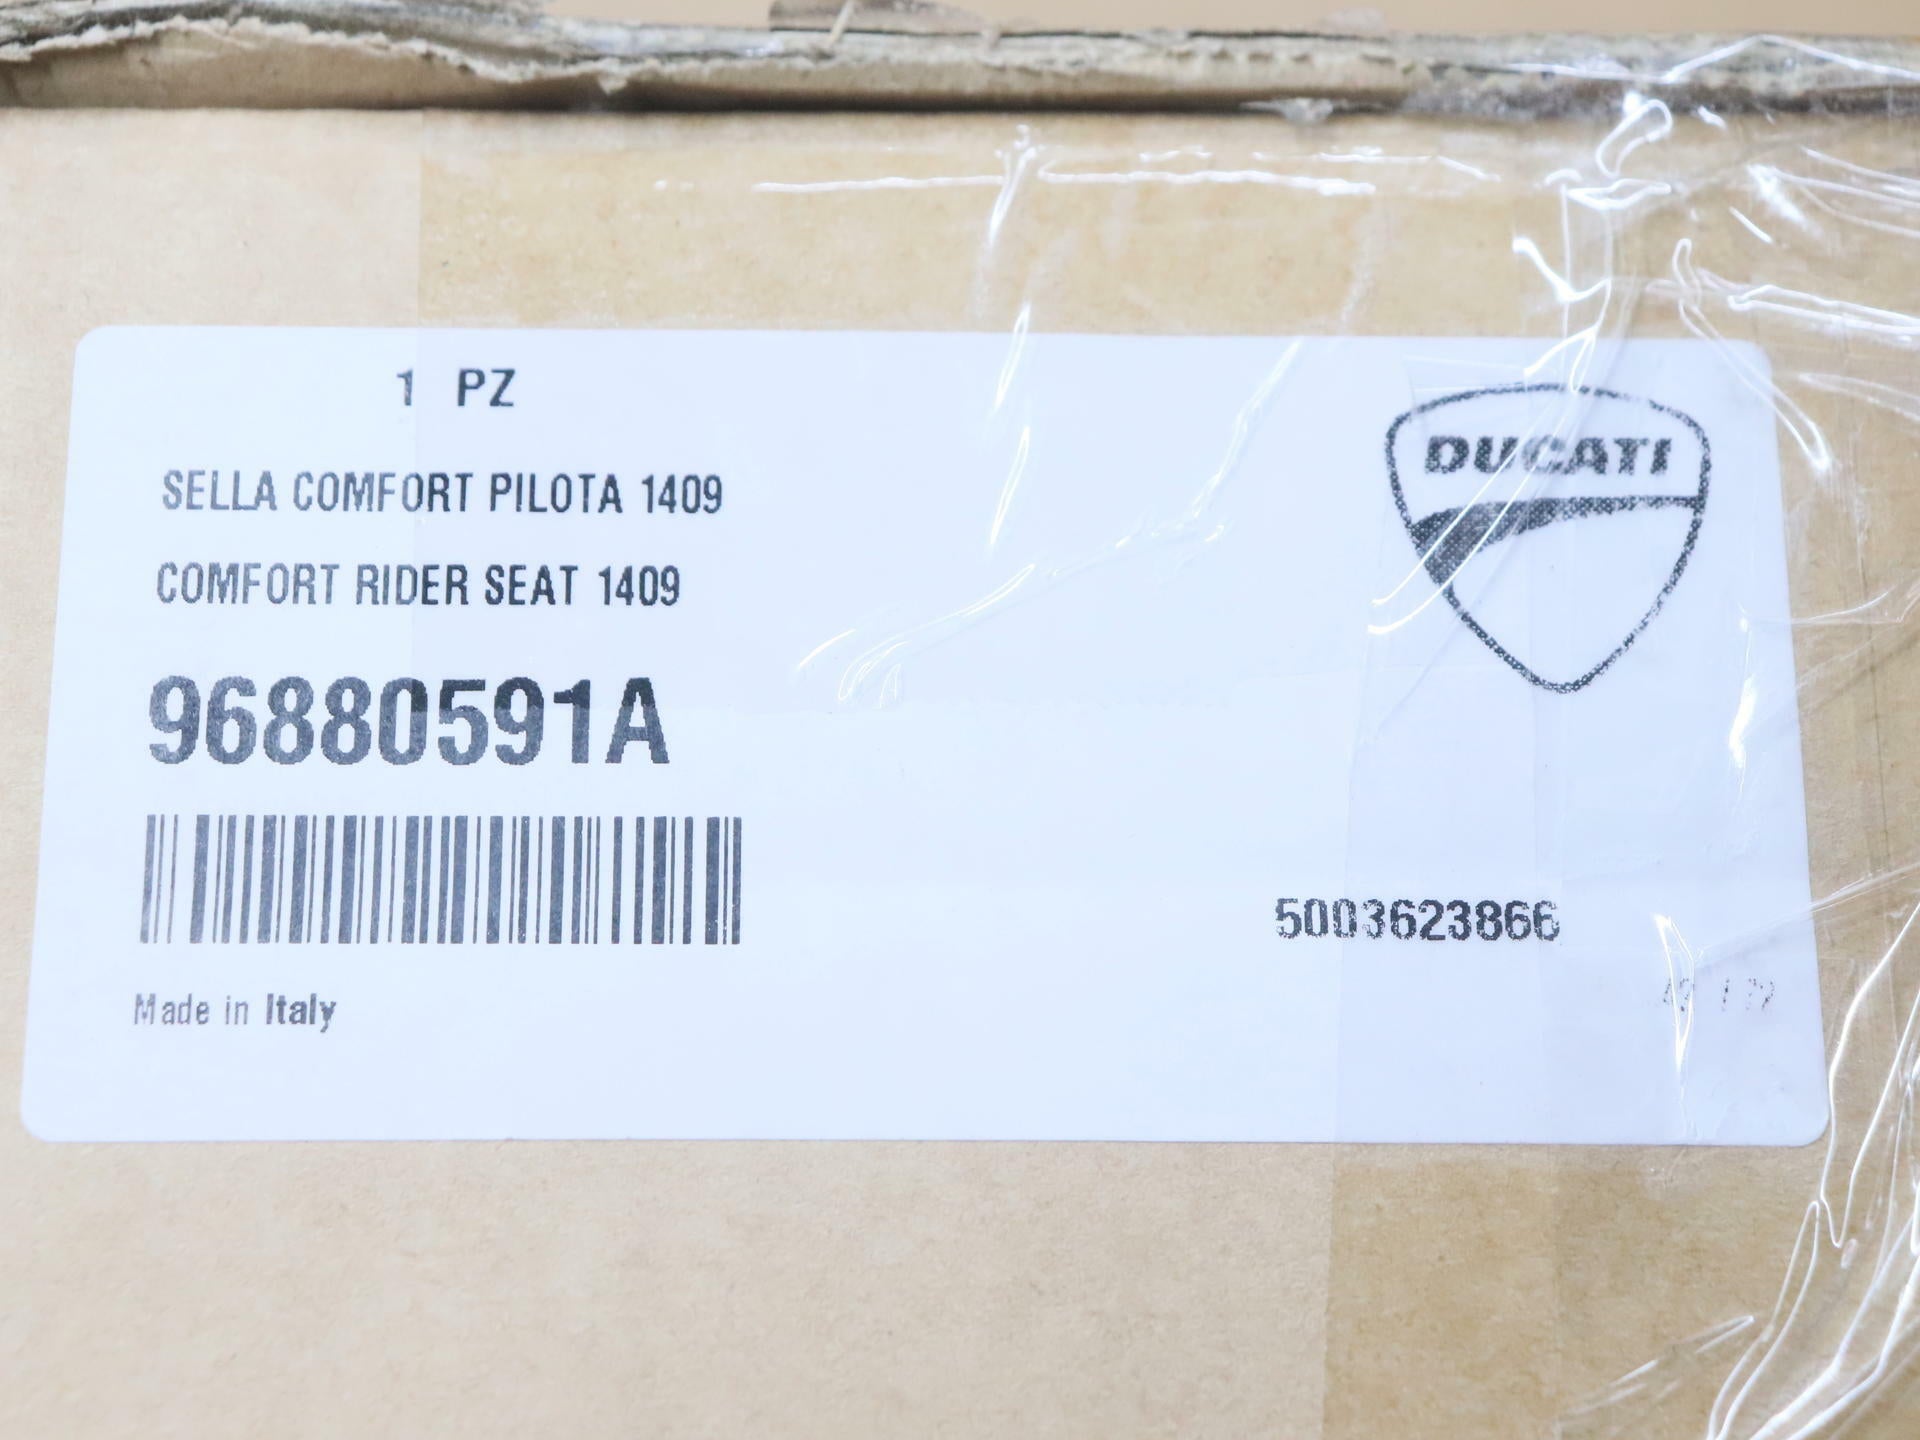 1 PZ
DUCATI
SELLA COMFORT PILOTA 1409
COMFORT RIDER SEAT 1409
96880591A
5003623866
Made in Italy